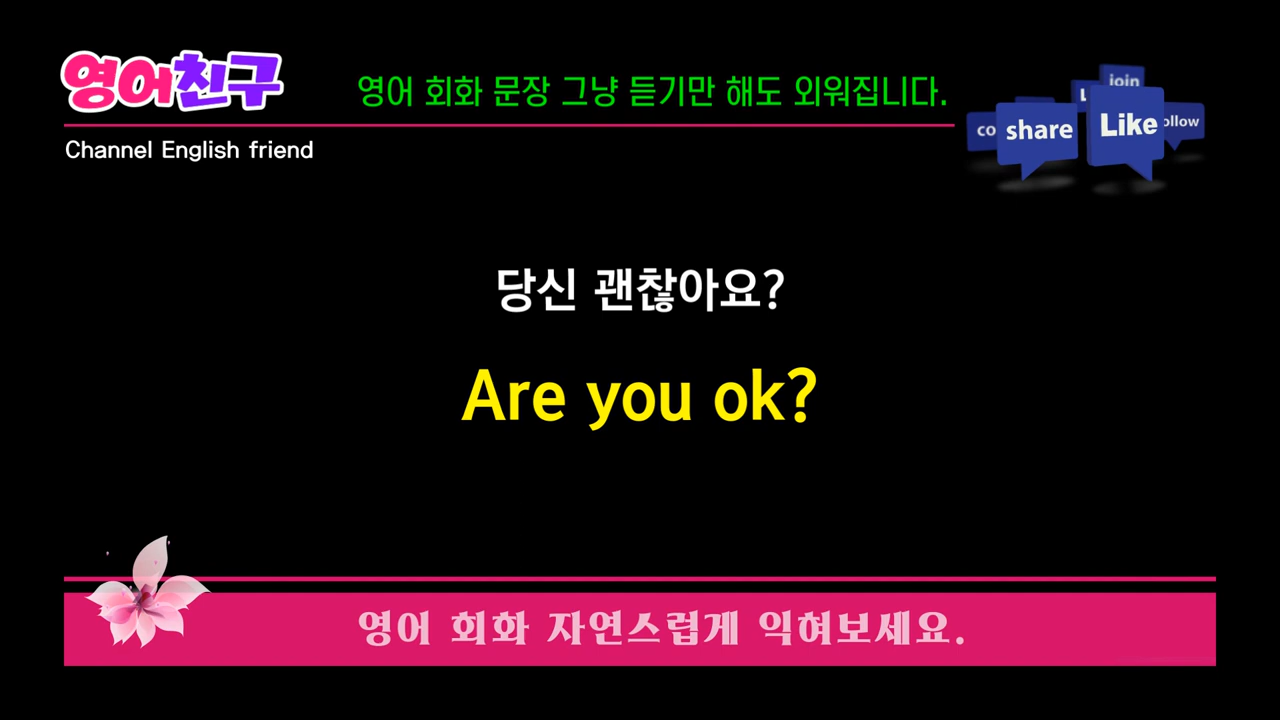 영어친구
영어 회화 문장 그냥 듣기만 해도 외워집니다.
Channel English friend
join
share
Like
당신 괜찮아요?
Are you ok?
영어 회화 자연스럽게 익혀보세요.